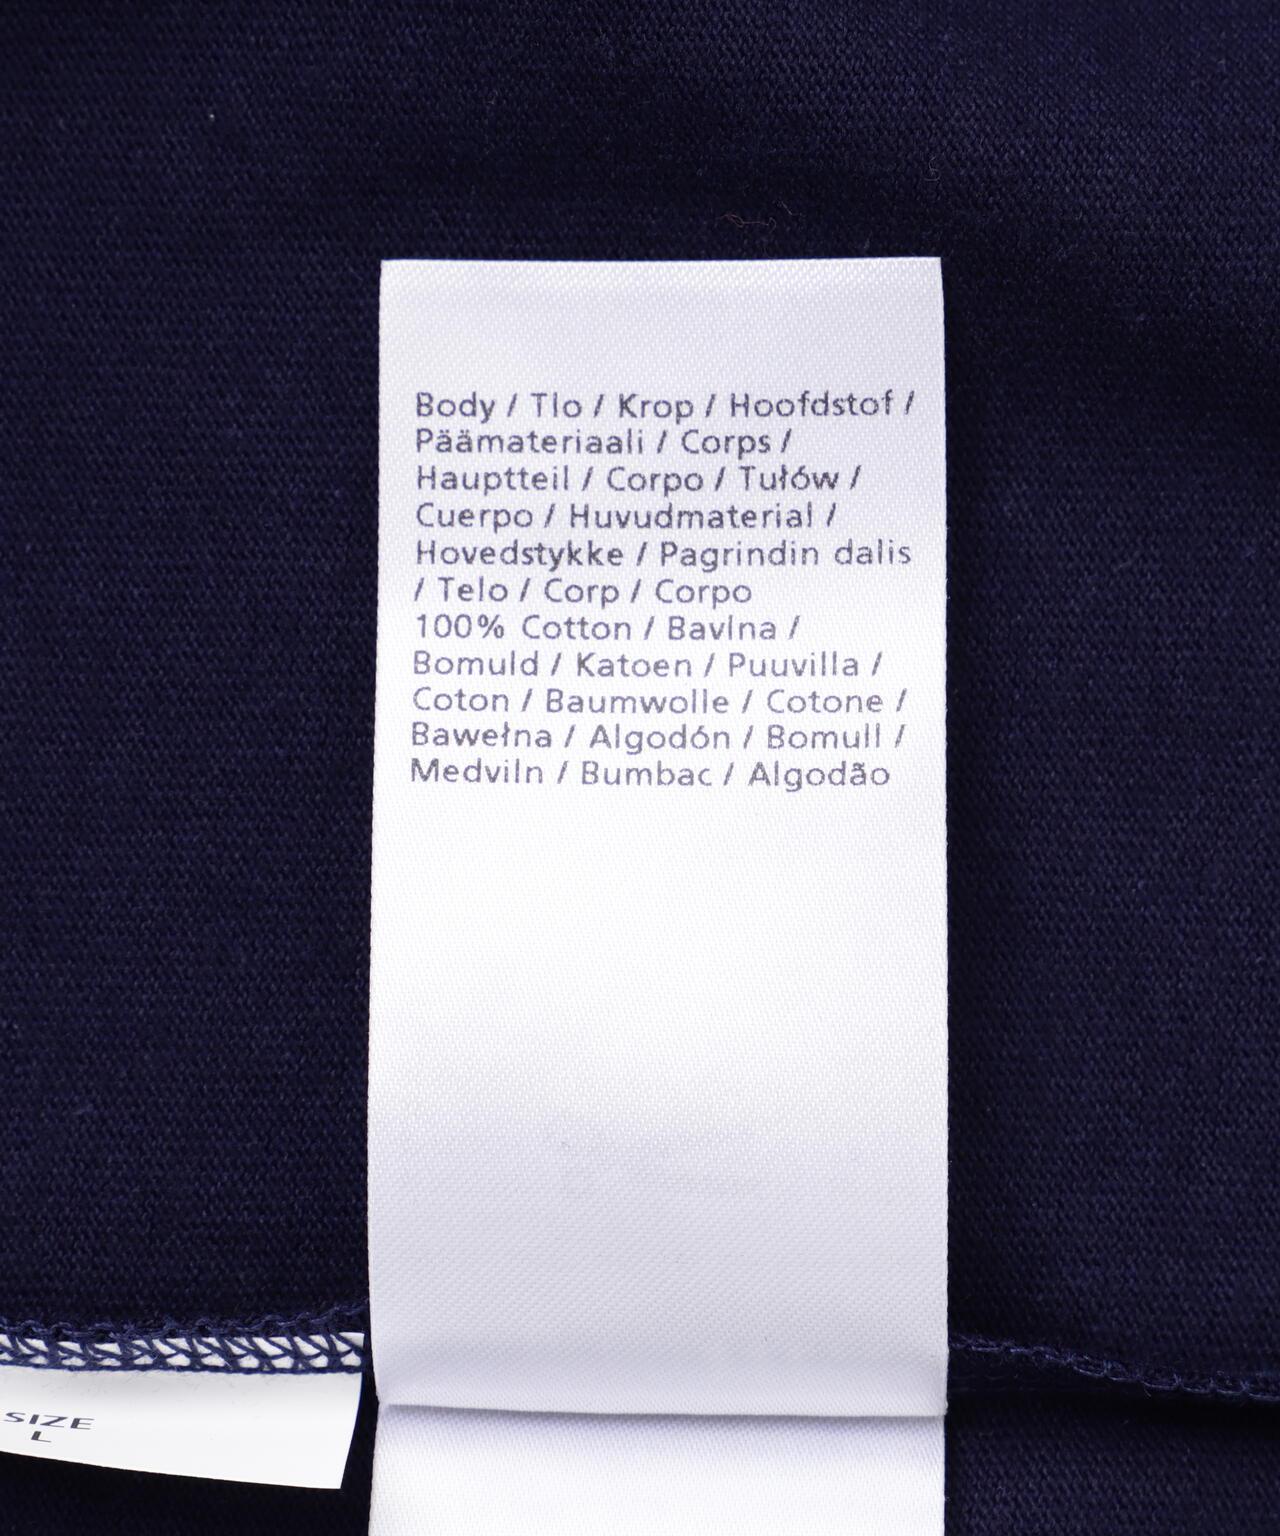 Body / Tlo / Krop / Hoofdstof /
Päämateriaali / Corps /
Hauptteil / Corpo / Tułów /
Cuerpo / Huvudmaterial /
Hovedstykke / Pagrindin dalis
/ Telo / Corp / Corpo
100% Cotton / Bavlna /
Bomuld / Katoen / Puuvilla /
Coton / Baumwolle / Cotone /
Bawełna / Algodón / Bomull /
Medviln / Bumbac / Algodão
SIZE
L